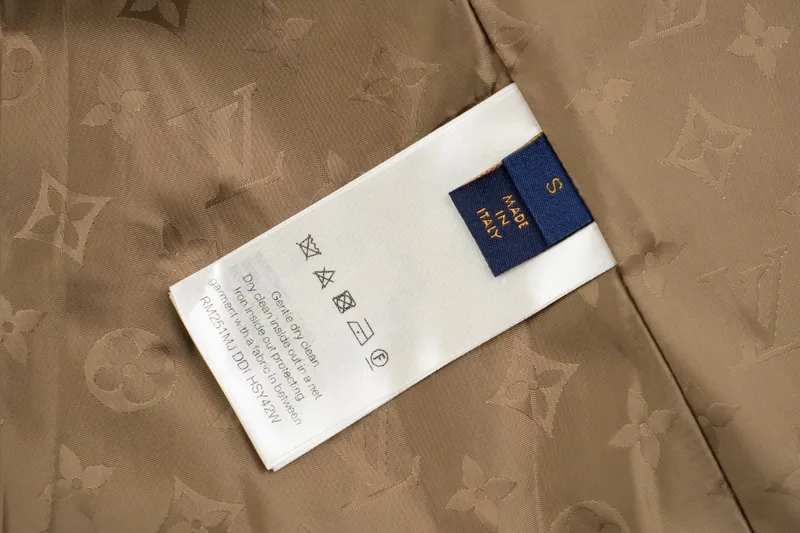 S
MADE
IN
ITALY
F
Gentle dry clean
Dry clean inside out in a net
Iron inside out protecting
garment with a fabric in between
RM251MJ DDI HSY42W
LV